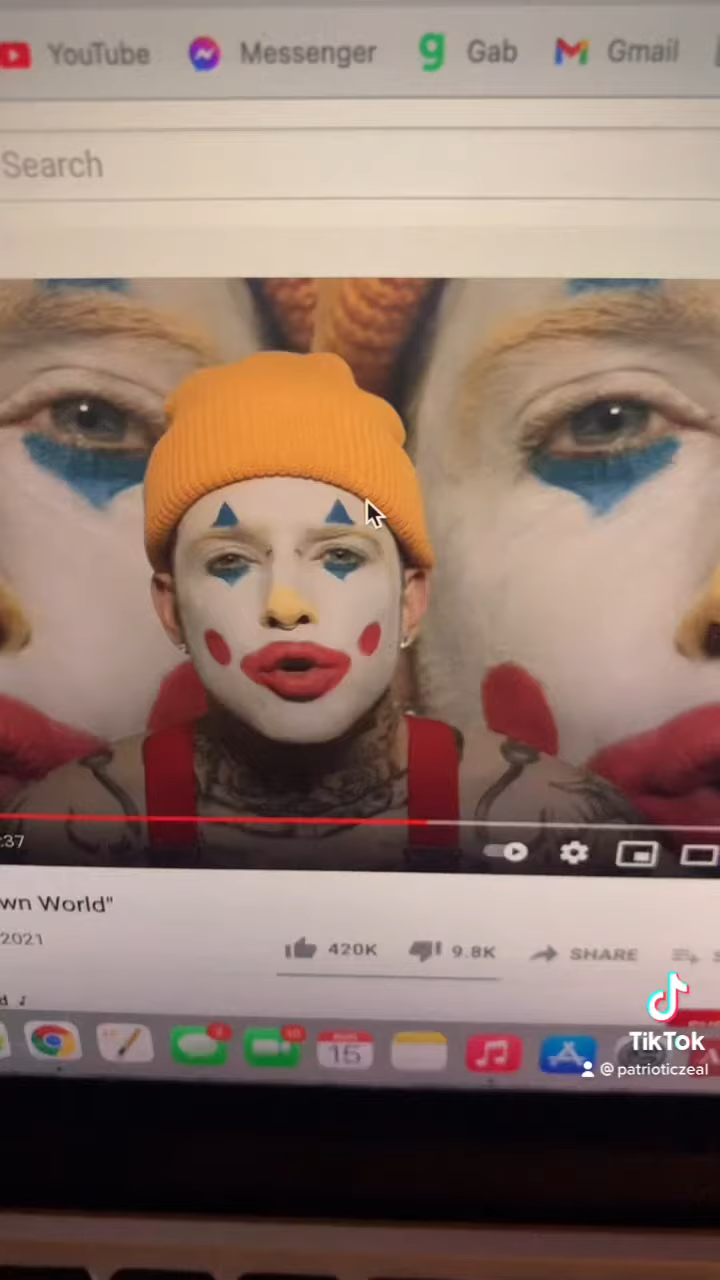 YouTube Messenger Gab Gmail
Search
:37
wn World"
2021
420K 9.8K SHARE
15
TikTok
@ patrioticzeal